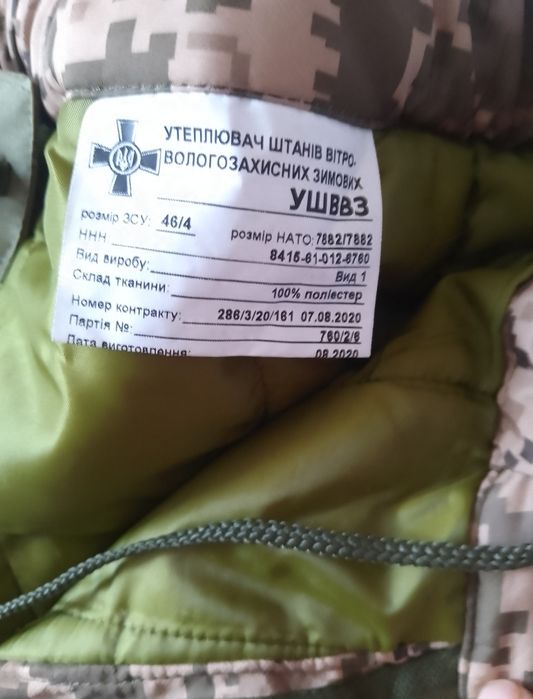 УТЕПЛЮВАЧ ШТАНІВ ВІТРО.
ВОЛОГОЗАХИСНИХ ЗИМОВИХ
УШВВЗ
розмір ЗСУ: 46/4 розмір НАТО: 7882/7882
ННН 8415-61-012-6760
Вид виробу: Вид 1
Склад тканини: 100% поліестер
Номер контракту: 286/3/20/161 07.08.2020
Партія №: 760/2/6
Дата виготовлення: 08.2020